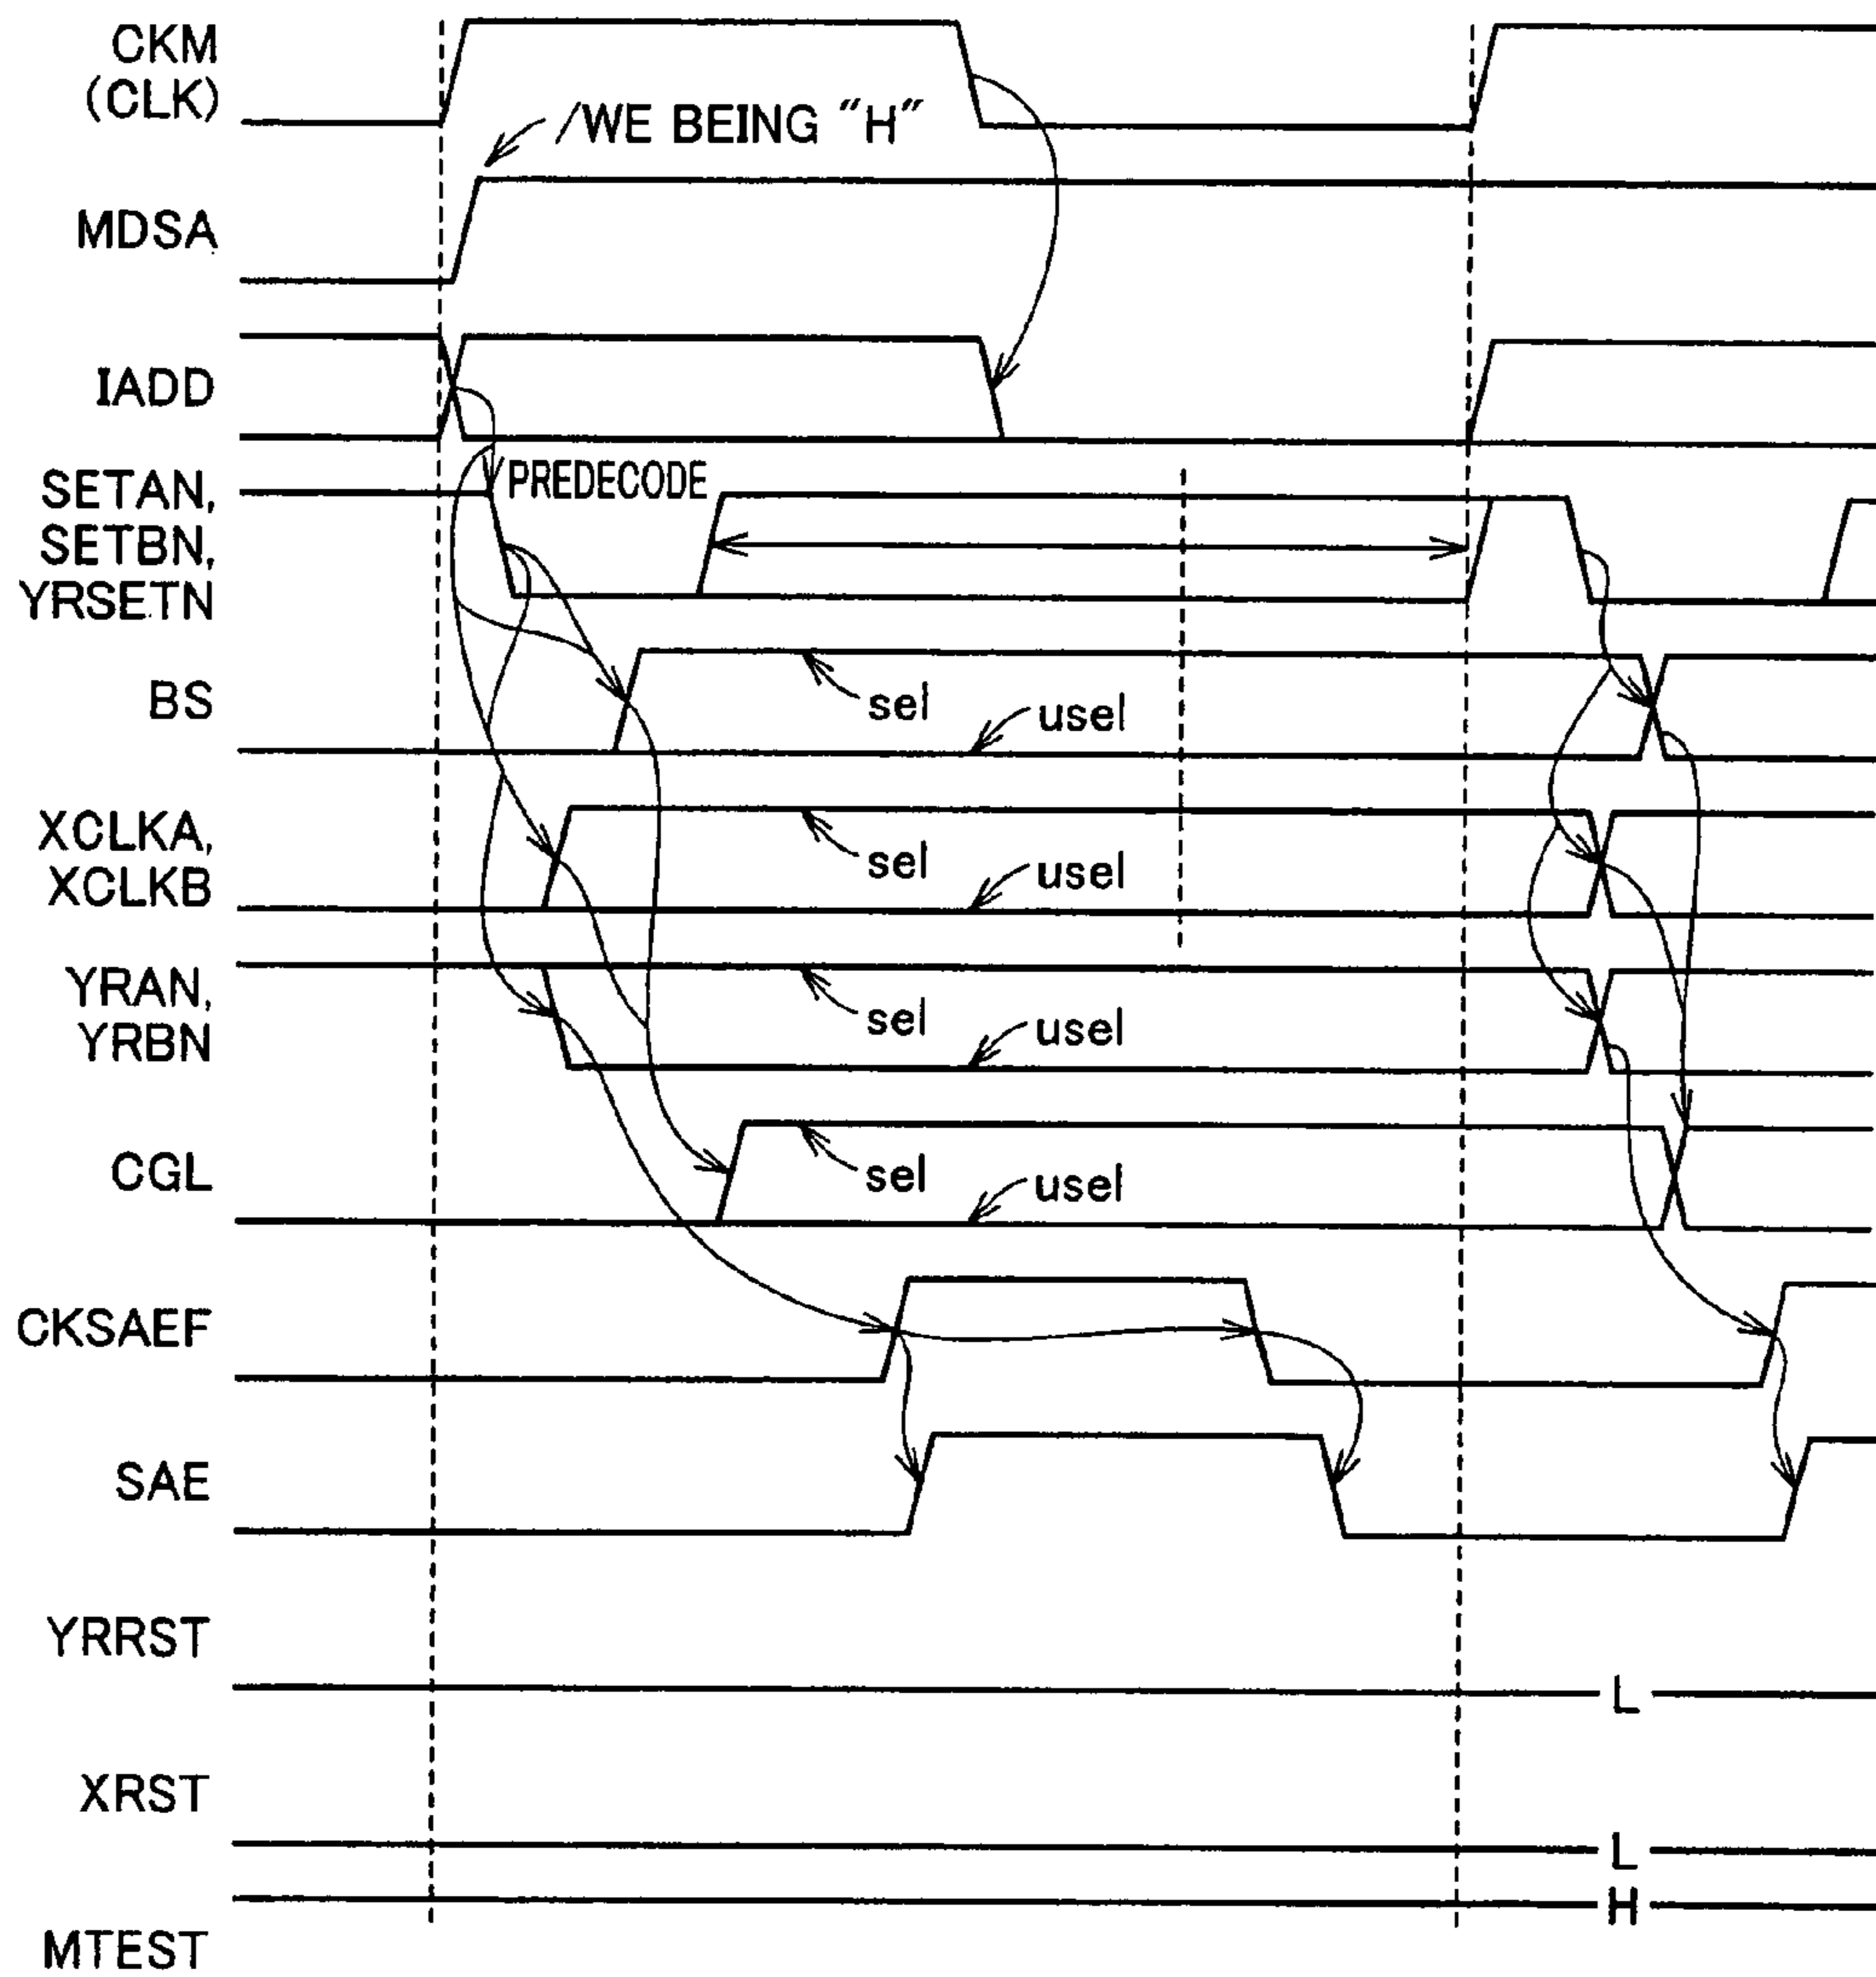 CKM
(CLK)
/WE BEING "H"
MDSA
IADD
SETAN,
SETBN,
YRSETN
PREDECODE
BS
sel
usel
XCLKA,
XCLKB
sel
usel
YRAN,
YRBN
sel
usel
CGL
sel
usel
CKSAEF
SAE
YRRST
L
XRST
L
H
MTEST